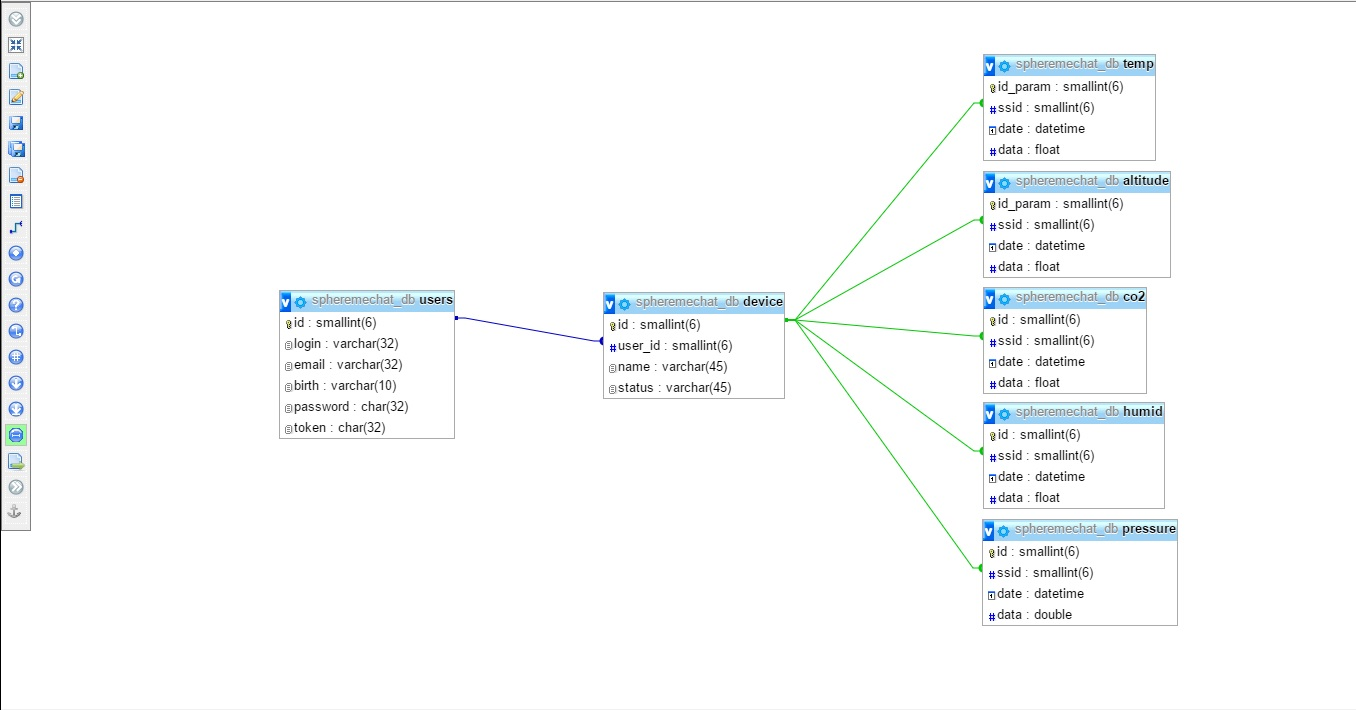 spheremechat_db users
id : smallint(6)
login : varchar(32)
email : varchar(32)
birth : varchar(10)
password : char(32)
token : char(32)
spheremechat_db device
id : smallint(6)
user_id : smallint(6)
name : varchar(45)
status : varchar(45)
spheremechat_db temp
id_param : smallint(6)
ssid : smallint(6)
date : datetime
data : float
spheremechat_db altitude
id_param : smallint(6)
ssid : smallint(6)
date : datetime
data : float
spheremechat_db co2
id : smallint(6)
ssid : smallint(6)
date : datetime
data : float
spheremechat_db humid
id : smallint(6)
ssid : smallint(6)
date : datetime
data : float
spheremechat_db pressure
id : smallint(6)
ssid : smallint(6)
date : datetime
data : double